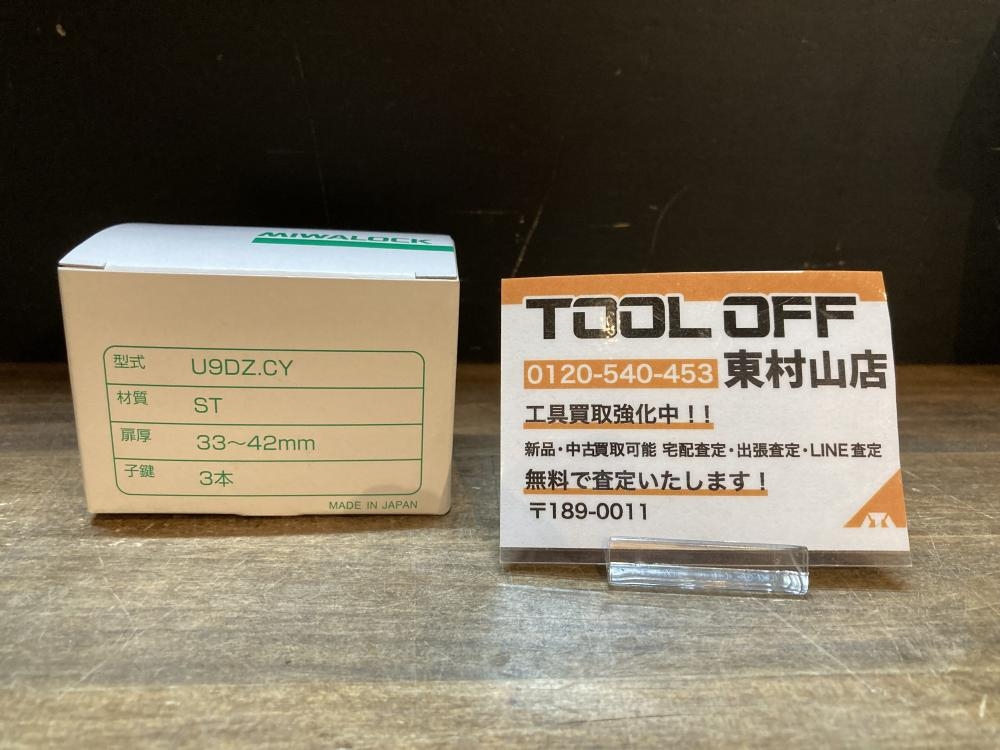 MIWALOCK
型式 U9DZ.CY
材質 ST
扉厚 33～42mm
子鍵 3本
MADE IN JAPAN
TOOL OFF
0120-540-453 東村山店
工具買取強化中！！
新品・中古買取可能 宅配査定・出張査定・LINE査定
無料で査定いたします！
〒189-0011